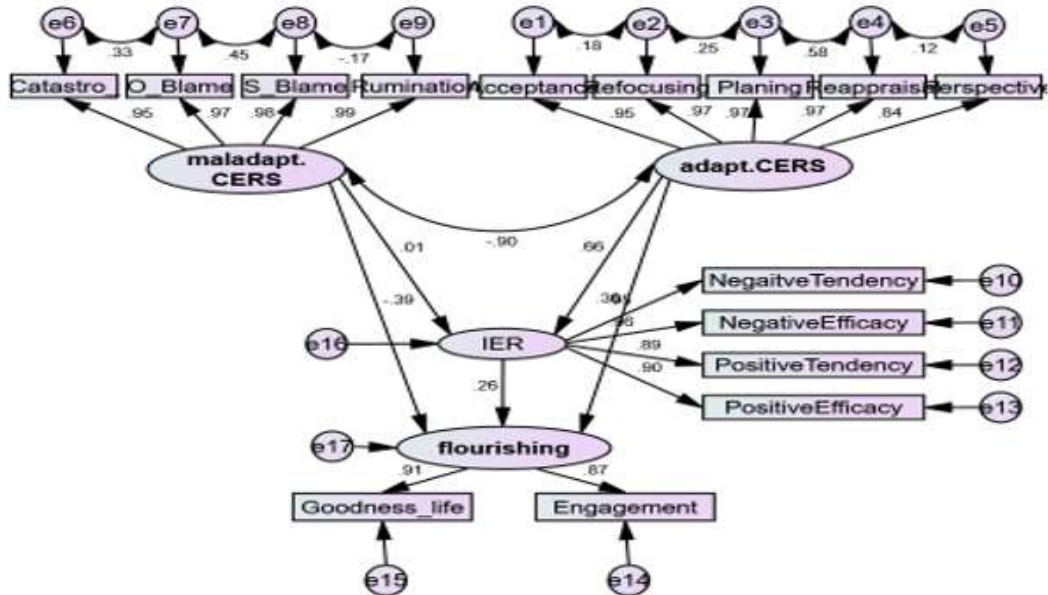 e6 e7 e8 e9 e1 e2 e3 e4 e5
.33 .45 -.17 .18 .25 .58 .12
Catastro_ O_Blame S_Blame Rumination Acceptance Refocusing Planing Reappraisal Perspective
.95 .97 .98 .99 .95 .97 .97 .97 .84
maladapt.
CERS
adapt.CERS
-.90
.01 .66
-.39
NegaitveTendency e10
NegativeEfficacy e11
e16 IER .89 PositiveTendency e12
.90
.26 PositiveEfficacy e13
e17 flourishing
.91 .87
Goodness_life Engagement
e15 e14